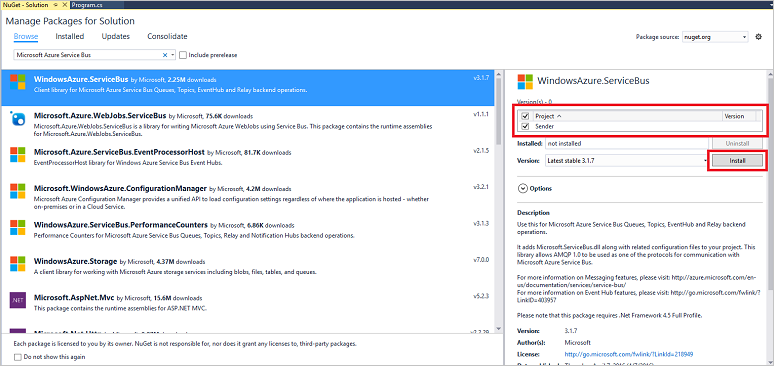 NuGet - Solution
Program.cs
Manage Packages for Solution
Browse Installed Updates Consolidate
Package source: nuget.org
Microsoft Azure Service Bus
Include prerelease
WindowsAzure.ServiceBus by Microsoft, 2.25M downloads v3.1.7
Client library for Microsoft Azure Service Bus Queues, Topics, EventHub and Relay backend operations.
Microsoft.Azure.WebJobs.ServiceBus by Microsoft, 75.6K downloads v1.1.1
Microsoft.Azure.WebJobs.ServiceBus is a library for writing Microsoft Azure WebJobs using Service Bus. This package contains the runtime assemblies
for Microsoft.Azure.WebJobs.ServiceBus.
Microsoft.Azure.ServiceBus.EventProcessorHost by Microsoft, 81.7K downloads v2.1.5
EventProcessorHost library for Windows Azure Service Bus Event Hubs.
Microsoft.WindowsAzure.ConfigurationManager by Microsoft, 4.2M downloads v3.2.1
Microsoft Azure Configuration Manager provides a unified API to load configuration settings regardless of where the application is hosted - whether
on-premises or in a Cloud Service.
WindowsAzure.ServiceBus.PerformanceCounters by Microsoft, 6.86K downloads v3.1.3
Performance Counters for Microsoft Azure Service Bus Queues, Topics, Relay and Notification Hubs backend operations.
WindowsAzure.Storage by Microsoft, 4.37M downloads v7.0.0
A client library for working with Microsoft Azure storage services including blobs, files, tables, and queues.
.NET
Microsoft.AspNet.Mvc by Microsoft, 15.6M downloads v5.2.3
This package contains the runtime assemblies for ASP.NET MVC.
Each package is licensed to you by its owner. NuGet is not responsible for, nor does it grant any licenses to, third-party packages.
Do not show this again
WindowsAzure.ServiceBus
Version(s) - 0
Project Version
Sender
Installed: not installed Uninstall
Version: Latest stable 3.1.7 Install
Options
Description
Use this for Microsoft Azure Service Bus Queues, Topics, EventHub and Relay backend
operations.
It adds Microsoft.ServiceBus.dll along with related configuration files to your project. This
library allows AMQP 1.0 to be used as one of the protocols for communication with
Microsoft Azure Service Bus.
For more information on Messaging features, please visit: http://azure.microsoft.com/en-
us/documentation/services/service-bus/
For more information on Event Hub features, please visit: http://go.microsoft.com/fwlink/?
LinkID=403957
Please note that this package requires .Net Framework 4.5 Full Profile.
Version: 3.1.7
Author(s): Microsoft
License: http://go.microsoft.com/fwlink/?LinkId=218949